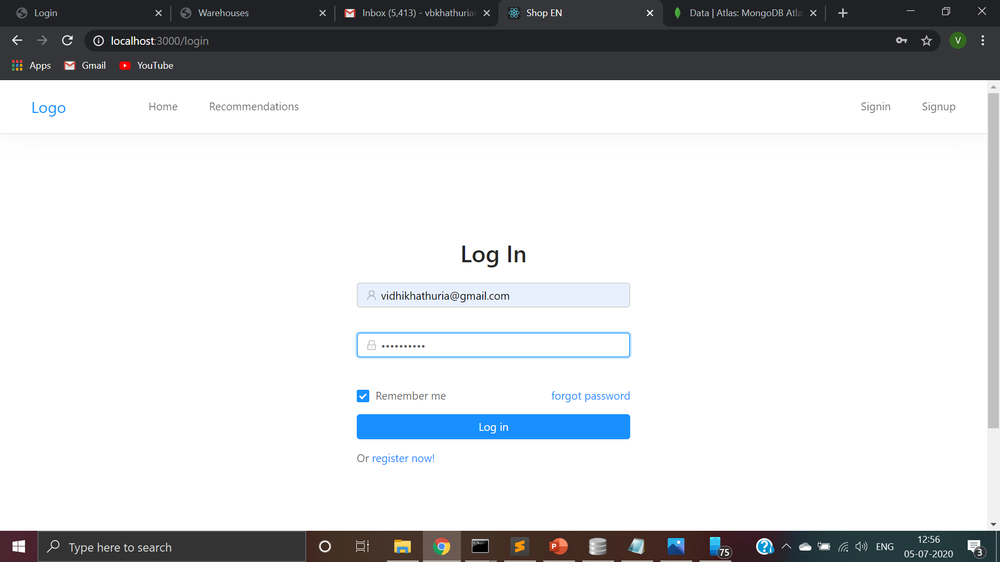 Login
Warehouses
Inbox (5,413) - vbkhathuria
Shop EN
Data | Atlas: MongoDB Atla
localhost:3000/login
V
Apps
Gmail
YouTube
Logo
Home
Recommendations
Signin
Signup
Log In
vidhikhathuria@gmail.com
••••••••••
Remember me
forgot password
Log in
Or register now!
Type here to search
75
ENG
12:56
05-07-2020
3